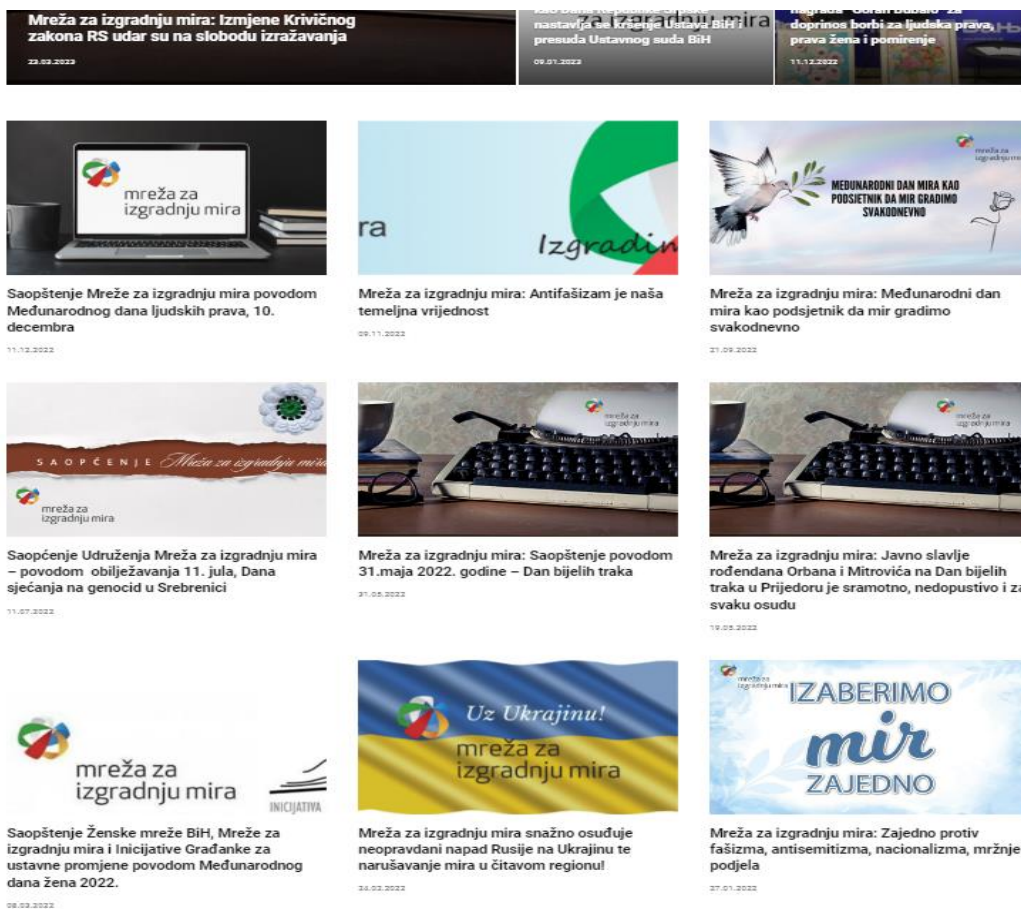 Mreža za izgradnju mira: Izmjene Krivičnog
zakona RS udar su na slobodu izražavanja
23.03.2023
za izgradnju mira
nastavlja se kršenje Ustava BiH i
presuda Ustavnog suda BiH
09.01.2023
doprinos borbi za ljudska prava,
prava žena i pomirenje
11.12.2022
mreža za
izgradnju mira
Saopštenje Mreže za izgradnju mira povodom
Međunarodnog dana ljudskih prava, 10.
decembra
11.12.2022
ra
Izgradin
Mreža za izgradnju mira: Antifašizam je naša
temeljna vrijednost
09.11.2022
mreža za
MEĐUNARODNI DAN MIRA KAO
PODSJETNIK DA MIR GRADIMO
SVAKODNEVNO
Mreža za izgradnju mira: Međunarodni dan
mira kao podsjetnik da mir gradimo
svakodnevno
21.09.2022
SAOPĆENJE Mreža za izgradnju mira
mreža za
izgradnju mira
Saopćenje Udruženja Mreža za izgradnju mira
– povodom obilježavanja 11. jula, Dana
sjećanja na genocid u Srebrenici
11.07.2022
mreža za
izgradnju mira
Mreža za izgradnju mira: Saopštenje povodom
31.maja 2022. godine – Dan bijelih traka
31.05.2022
mreža za
izgradnju mira
Mreža za izgradnju mira: Javno slavlje
rođendana Orbana i Mitrovića na Dan bijelih
traka u Prijedoru je sramotno, nedopustivo i za
svaku osudu
19.05.2022
mreža za
izgradnju mira
INICIJATIVA
Saopštenje Ženske mreže BiH, Mreže za
izgradnju mira i Inicijative Građanke za
ustavne promjene povodom Međunarodnog
dana žena 2022.
08.03.2022
Uz Ukrajinu!
mreža za
izgradnju mira
Mreža za izgradnju mira snažno osuđuje
neopravdani napad Rusije na Ukrajinu te
narušavanje mira u čitavom regionu!
24.02.2022
mreža za
izgradnju mira
IZABERIMO
mir
ZAJEDNO
Mreža za izgradnju mira: Zajedno protiv
fašizma, antisemitizma, nacionalizma, mržnje
podjela
27.01.2022